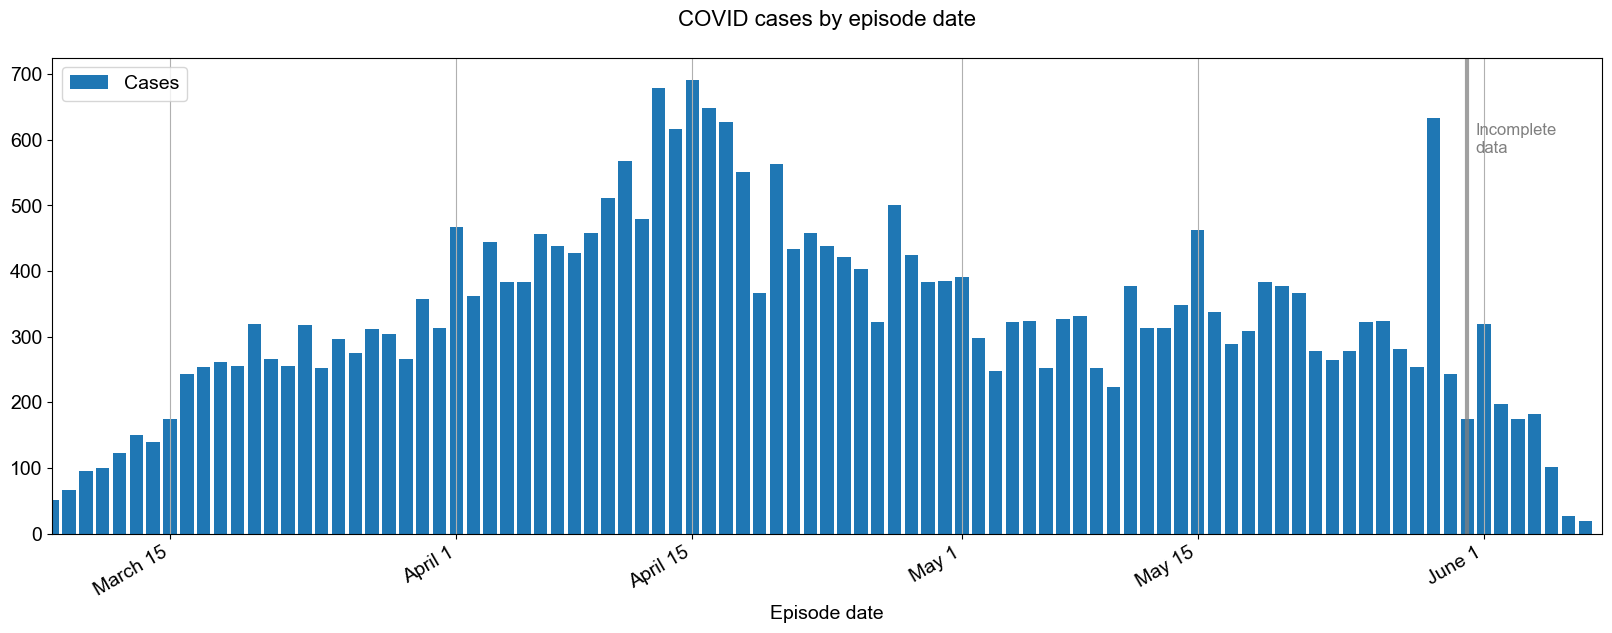 COVID cases by episode date
Cases
700
600
500
400
300
200
100
0
Incomplete
data
March 15
April 1
April 15
May 1
May 15
June 1
Episode date